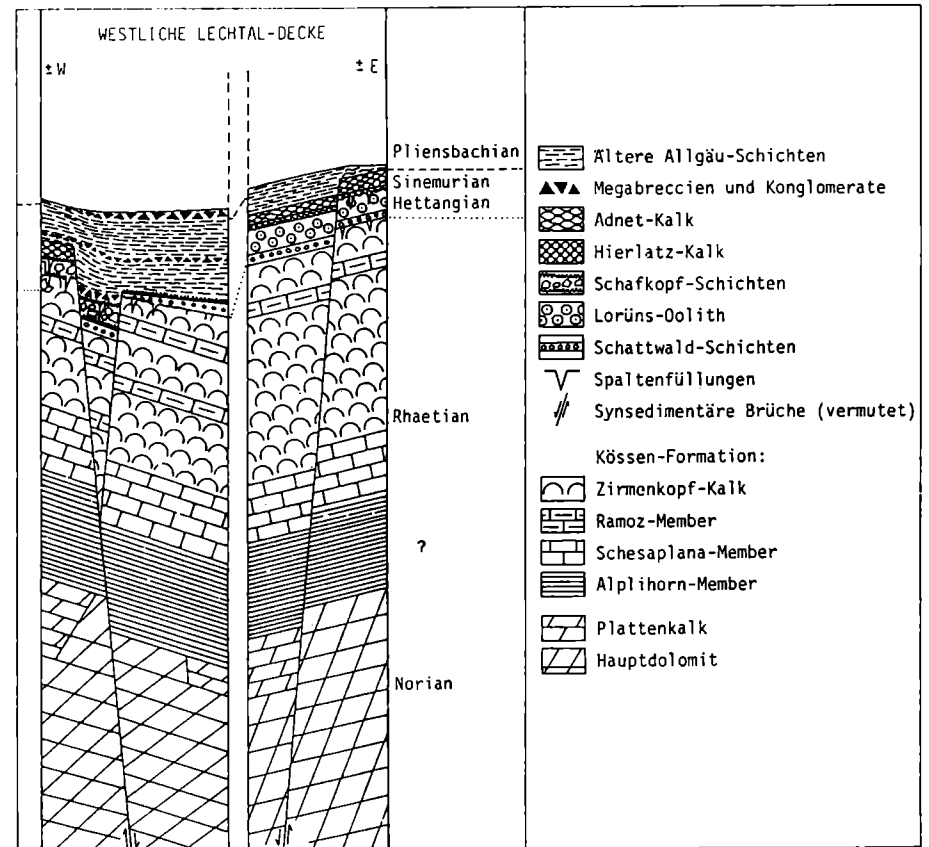 WESTLICHE LECHTAL-DECKE
± W ± E
Pliensbachian
Sinemurian
Hettangian
Rhaetian
?
Norian
Ältere Allgäu-Schichten
Megabreccien und Konglomerate
Adnet-Kalk
Hierlatz-Kalk
Schafkopf-Schichten
Lorüns-Oolith
Schattwald-Schichten
Spaltenfüllungen
Synsedimentäre Brüche (vermutet)
Kössen-Formation:
Zirmenkopf-Kalk
Ramoz-Member
Schesaplana-Member
Alplihorn-Member
Plattenkalk
Hauptdolomit